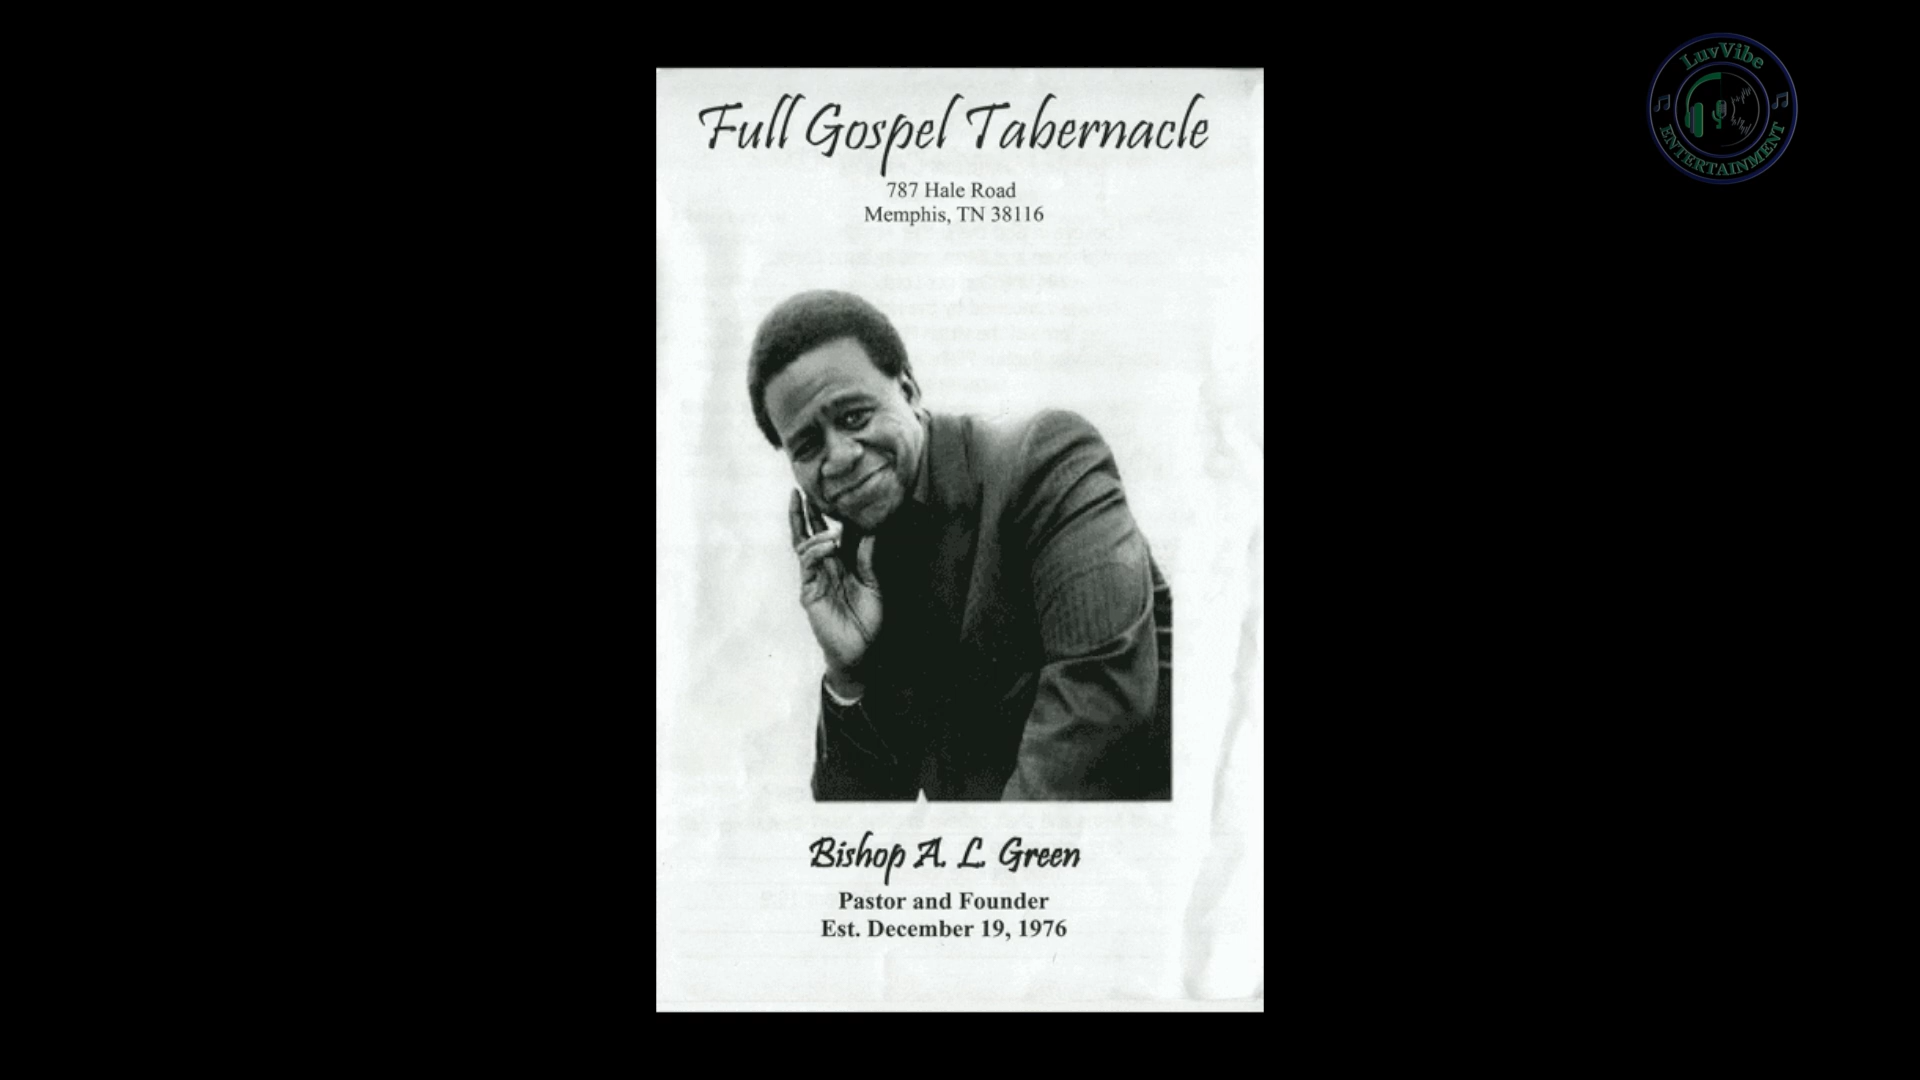 Full Gospel Tabernacle
787 Hale Road
Memphis, TN 38116
Bishop A. L. Green
Pastor and Founder
Est. December 19, 1976
LuvVibe
ENTERTAINMENT